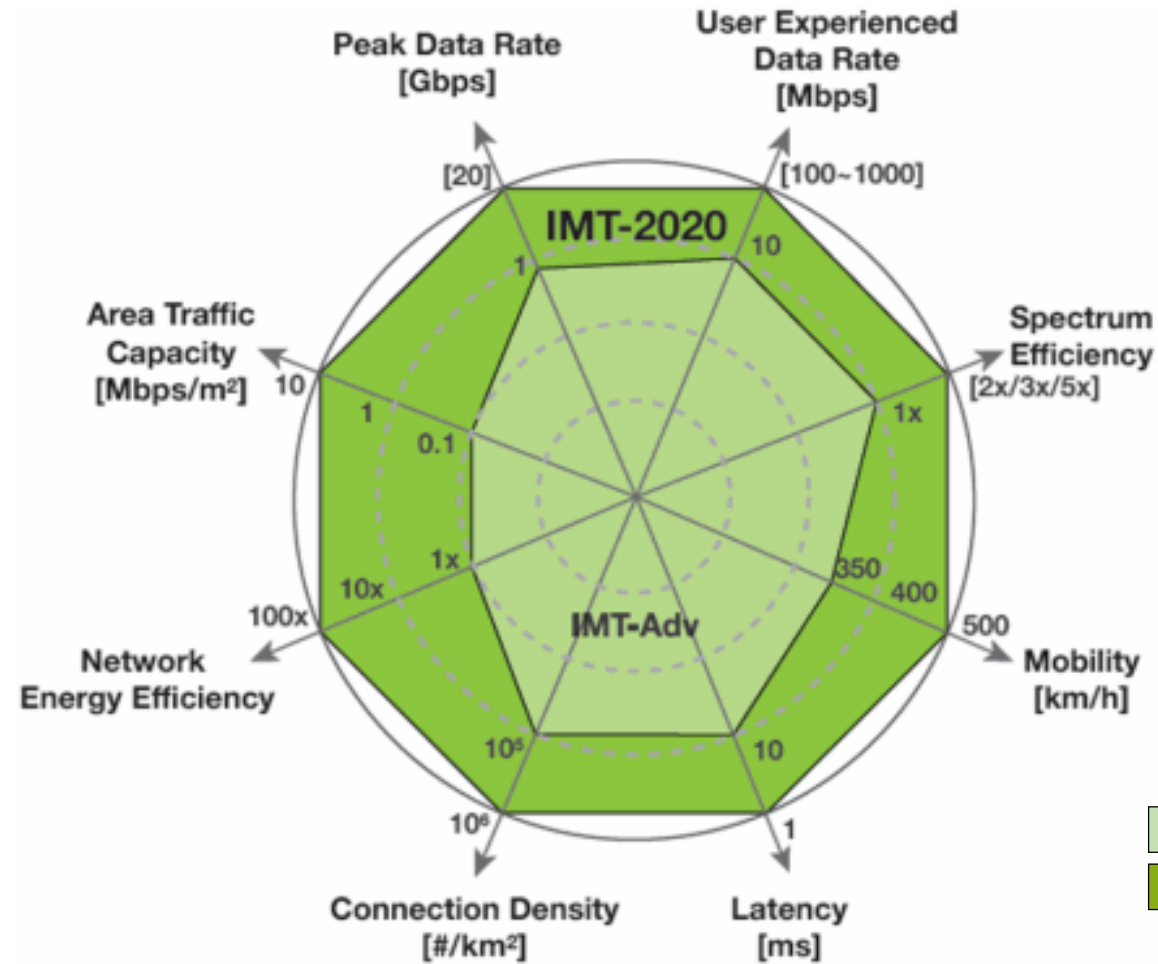 User Experienced
Data Rate
[Mbps]
Peak Data Rate
[Gbps]
[20]
[100~1000]
IMT-2020
1
10
Area Traffic
Capacity
[Mbps/m²]
10
1
0.1
Spectrum
Efficiency
[2x/3x/5x]
1x
1x
10x
100x
350
400
500
Network
Energy Efficiency
IMT-Adv
Mobility
[km/h]
10⁵
10
10⁶
1
Connection Density
[#/km²]
Latency
[ms]